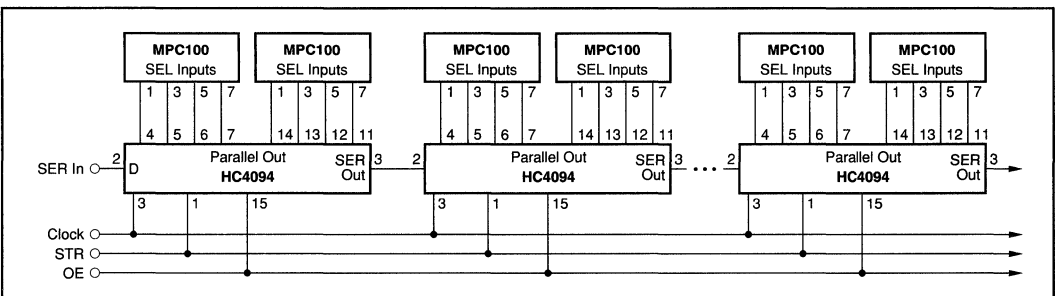 MPC100 MPC100 MPC100 MPC100 MPC100 MPC100
SEL Inputs SEL Inputs SEL Inputs SEL Inputs SEL Inputs SEL Inputs
1 3 5 7 1 3 5 7 1 3 5 7 1 3 5 7 1 3 5 7 1 3 5 7
4 5 6 7 14 13 12 11 4 5 6 7 14 13 12 11 4 5 6 7 14 13 12 11
SER In 2 D Parallel Out SER 3 2 Parallel Out SER 3 ... 2 Parallel Out SER 3
HC4094 Out HC4094 Out HC4094 Out
3 1 15 3 1 15 3 1 15
Clock
STR
OE